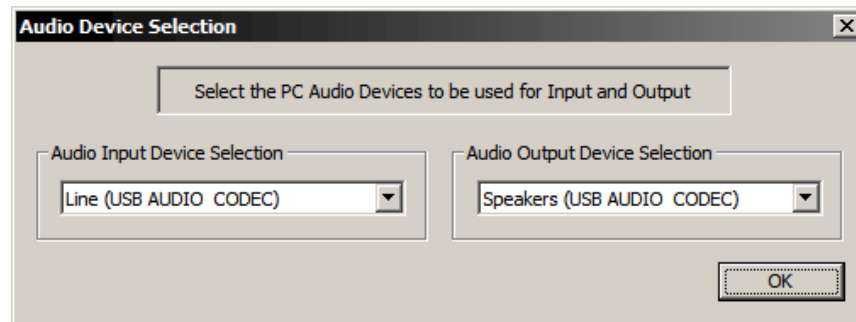 Audio Device Selection
Select the PC Audio Devices to be used for Input and Output
Audio Input Device Selection
Audio Output Device Selection
Line (USB AUDIO  CODEC)
Speakers (USB AUDIO  CODEC)
OK